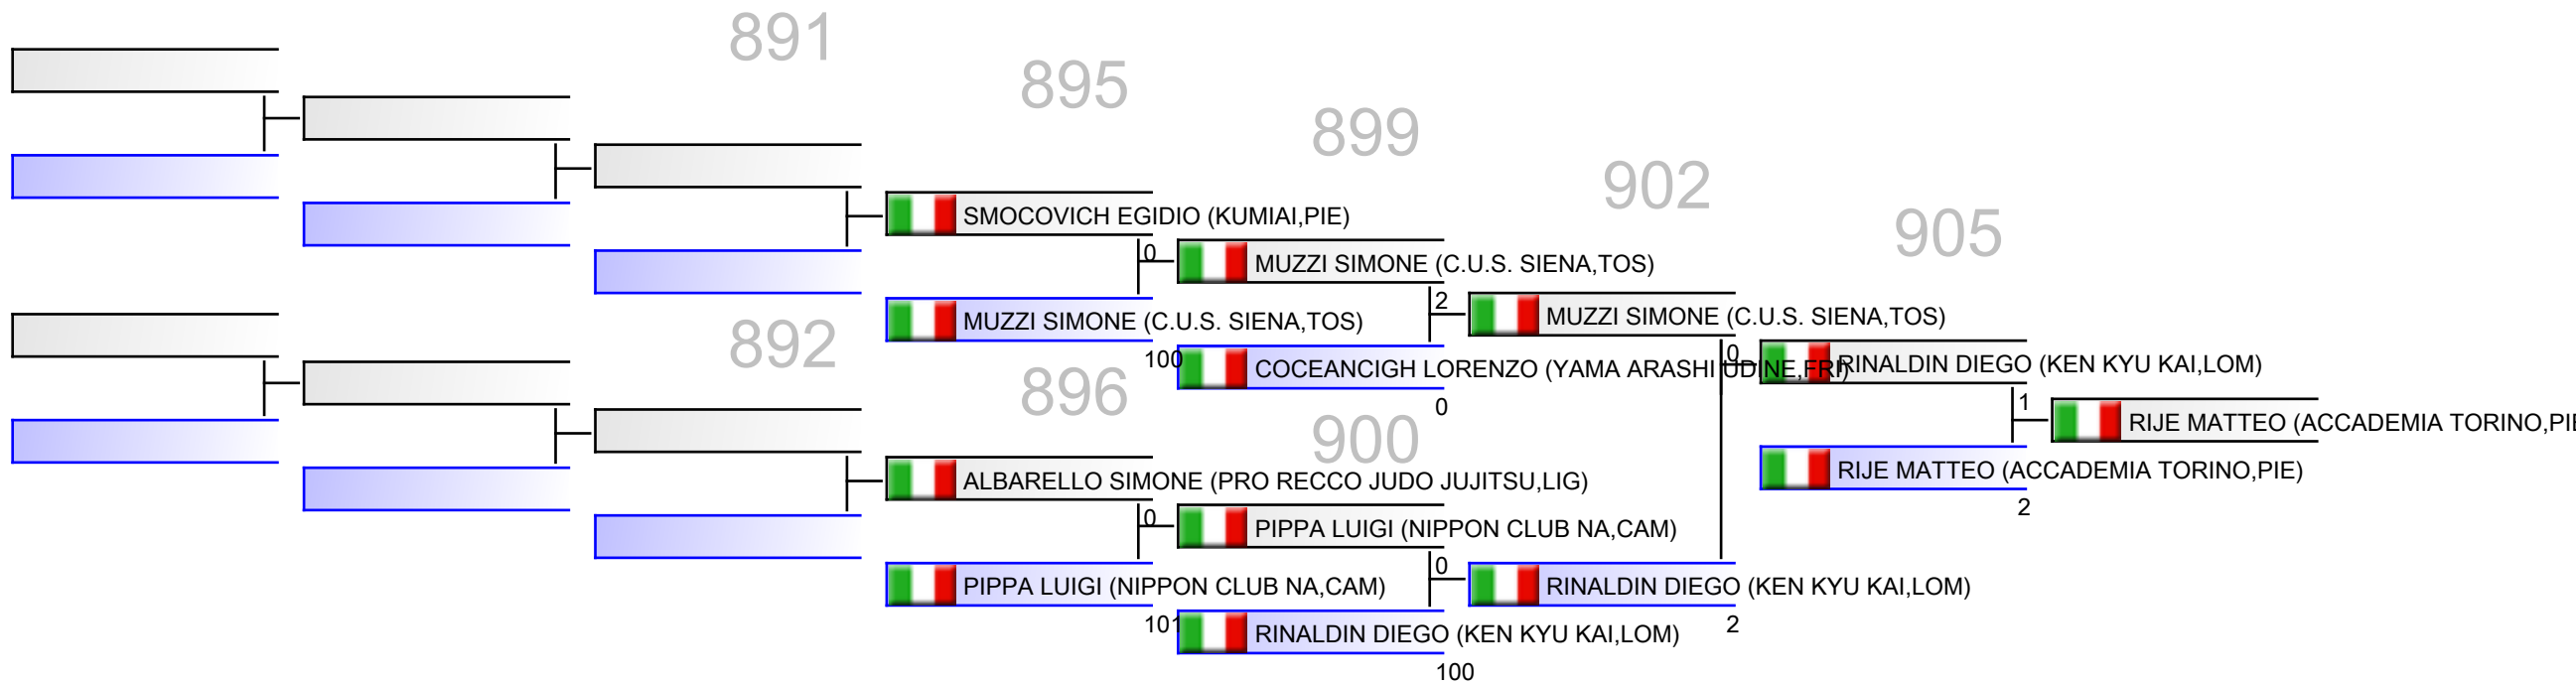 891
895
899
902
905
SMOCOVICH EGIDIO (KUMIAI,PIE)
0
MUZZI SIMONE (C.U.S. SIENA,TOS)
2
MUZZI SIMONE (C.U.S. SIENA,TOS)
MUZZI SIMONE (C.U.S. SIENA,TOS)
892
100
COCEANCIGH LORENZO (YAMA ARASHI UDINE,FRI)
0
RINALDIN DIEGO (KEN KYU KAI,LOM)
896
0
1
RIJE MATTEO (ACCADEMIA TORINO,PIE
900
RIJE MATTEO (ACCADEMIA TORINO,PIE)
2
ALBARELLO SIMONE (PRO RECCO JUDO JUJITSU,LIG)
0
PIPPA LUIGI (NIPPON CLUB NA,CAM)
0
PIPPA LUIGI (NIPPON CLUB NA,CAM)
RINALDIN DIEGO (KEN KYU KAI,LOM)
101
RINALDIN DIEGO (KEN KYU KAI,LOM)
2
100